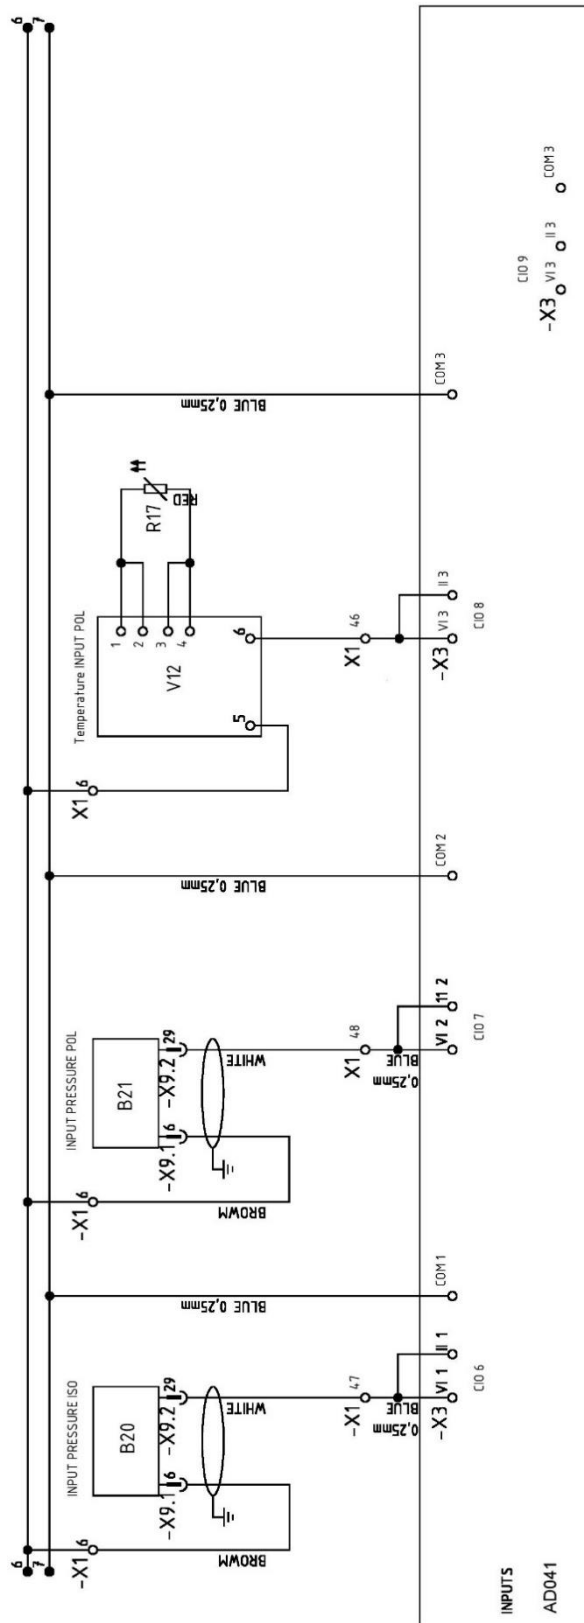 6
7
INPUT PRESSURE ISO
B20
-X9.1
6
-X9.2
29
WHITE
-X1
6
BROWM
-X1
47
BLUE
0,25mm
-X3
VI 1
II 1
CIO 6
BLUE 0,25mm
COM 1
INPUT PRESSURE POL
B21
-X9.1
6
-X9.2
29
WHITE
-X1
6
BROWM
X1
48
BLUE
0,25mm
VI 2
11 2
CIO 7
BLUE 0,25mm
COM 2
Temperature INPUT POL
X1
6
V12
1
2
3
4
5
6
R17
RED
X1
46
-X3
VI 3
II 3
CIO 8
BLUE 0,25mm
COM 3
CIO 9
-X3
VI 3
II 3
COM 3
6
7
INPUTS
AD041